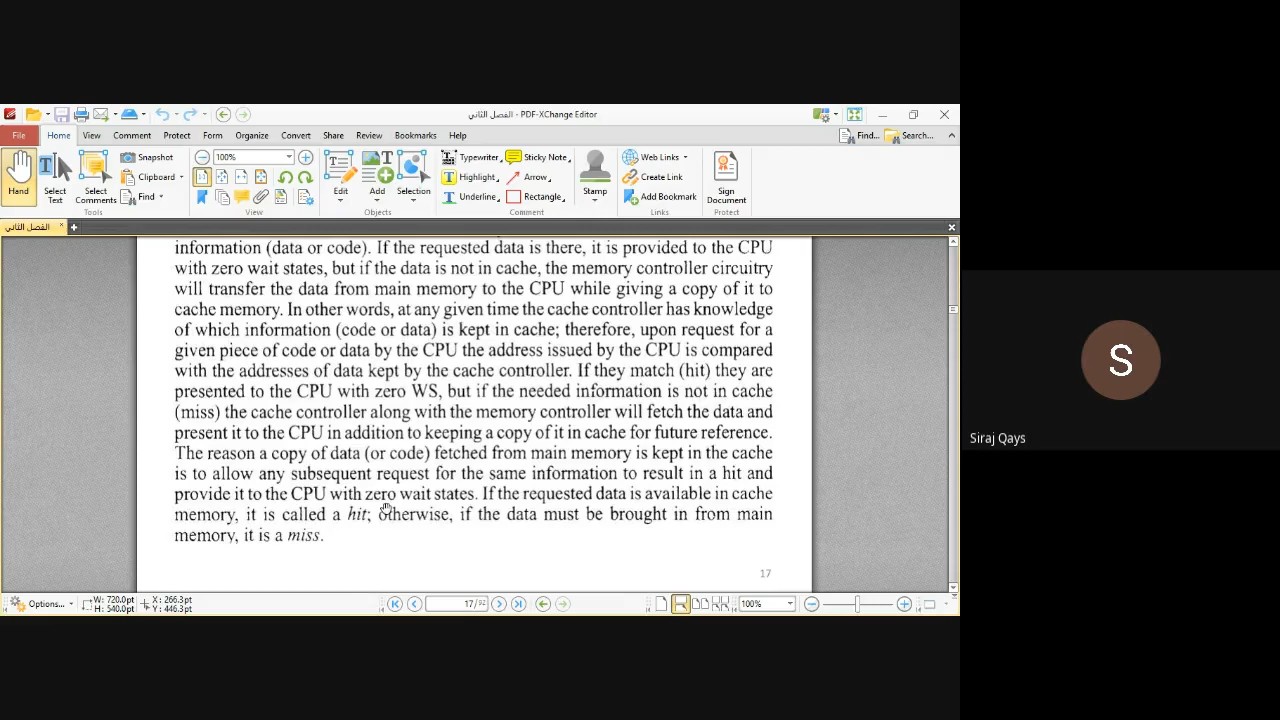 الفصل الثاني - PDF-XChange Editor
File Home View Comment Protect Form Organize Convert Share Review Bookmarks Help
Find... Search...
Hand
Select Text
Select Comments
Snapshot
Clipboard
Find
Tools
100%
View
Edit
Add
Selection
Objects
Typewriter
Sticky Note
Highlight
Arrow
Underline
Rectangle
Stamp
Comment
Web Links
Create Link
Add Bookmark
Links
Sign Document
Protect
الفصل الثاني
information (data or code). If the requested data is there, it is provided to the CPU
with zero wait states, but if the data is not in cache, the memory controller circuitry
will transfer the data from main memory to the CPU while giving a copy of it to
cache memory. In other words, at any given time the cache controller has knowledge
of which information (code or data) is kept in cache; therefore, upon request for a
given piece of code or data by the CPU the address issued by the CPU is compared
with the addresses of data kept by the cache controller. If they match (hit) they are
presented to the CPU with zero WS, but if the needed information is not in cache
(miss) the cache controller along with the memory controller will fetch the data and
present it to the CPU in addition to keeping a copy of it in cache for future reference.
The reason a copy of data (or code) fetched from main memory is kept in the cache
is to allow any subsequent request for the same information to result in a hit and
provide it to the CPU with zero wait states. If the requested data is available in cache
memory, it is called a hit; otherwise, if the data must be brought in from main
memory, it is a miss.
17
Options...
W: 720.0pt
H: 540.0pt
X: 266.3pt
Y: 446.3pt
17/92
100%
S
Siraj Qays